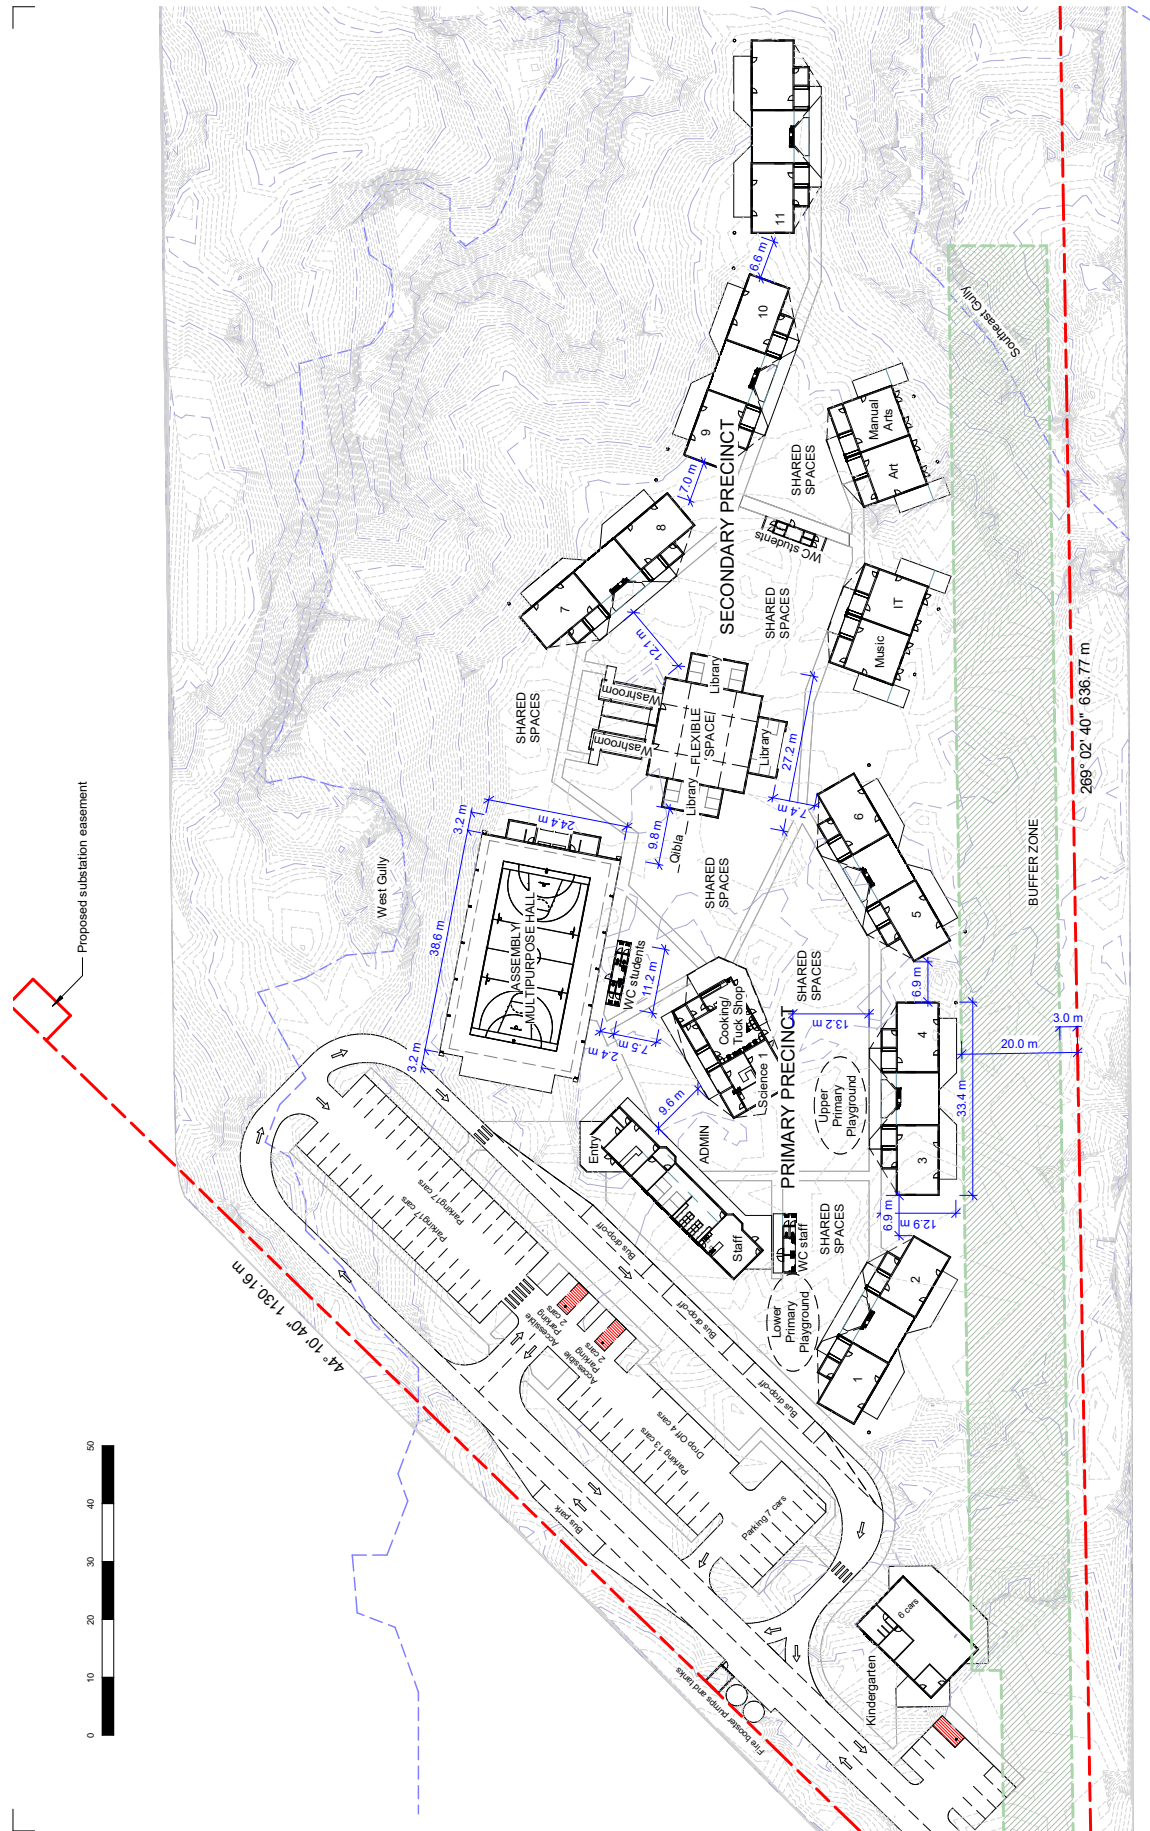 Proposed substation easement
11
6.6 m
10
9
7.0 m
8
7
12.1 m
SECONDARY PRECINCT
SHARED
SPACES
WC students
SHARED
SPACES
Manual
Arts
Art
IT
Music
Southeast Gully
SHARED
SPACES
Washroom
Washroom
Library
FLEXIBLE
SPACE
Library
Library
27.2 m
7.4 m
9.8 m
Qibla
West Gully
3.2 m
24.4 m
38.6 m
3.2 m
ASSEMBLY
MULTIPURPOSE HALL
WC students
11.2 m
7.5 m
2.4 m
SHARED
SPACES
6
5
6.9 m
SHARED
SPACES
13.2 m
Cooking/
Tuck Shop
Science 1
9.6 m
PRIMARY PRECINCT
Upper
Primary
Playground
4
3
33.4 m
3.0 m
20.0 m
12.9 m
6.9 m
BUFFER ZONE
269° 02' 40" 636.77 m
Entry
ADMIN
Staff
WC staff
SHARED
SPACES
Lower
Primary
Playground
2
1
Parking17 cars
Parking17 cars
Bus drop-off
Bus drop-off
Bus drop-off
Accessible
Parking
2 cars
Accessible
Parking
2 cars
Drop Off 4 cars
Parking 13 cars
Parking 7 cars
Bus park
44° 10' 40" 1130.16 m
Fire booster pumps and tanks
Kindergarten
6 cars
0
10
20
30
40
50